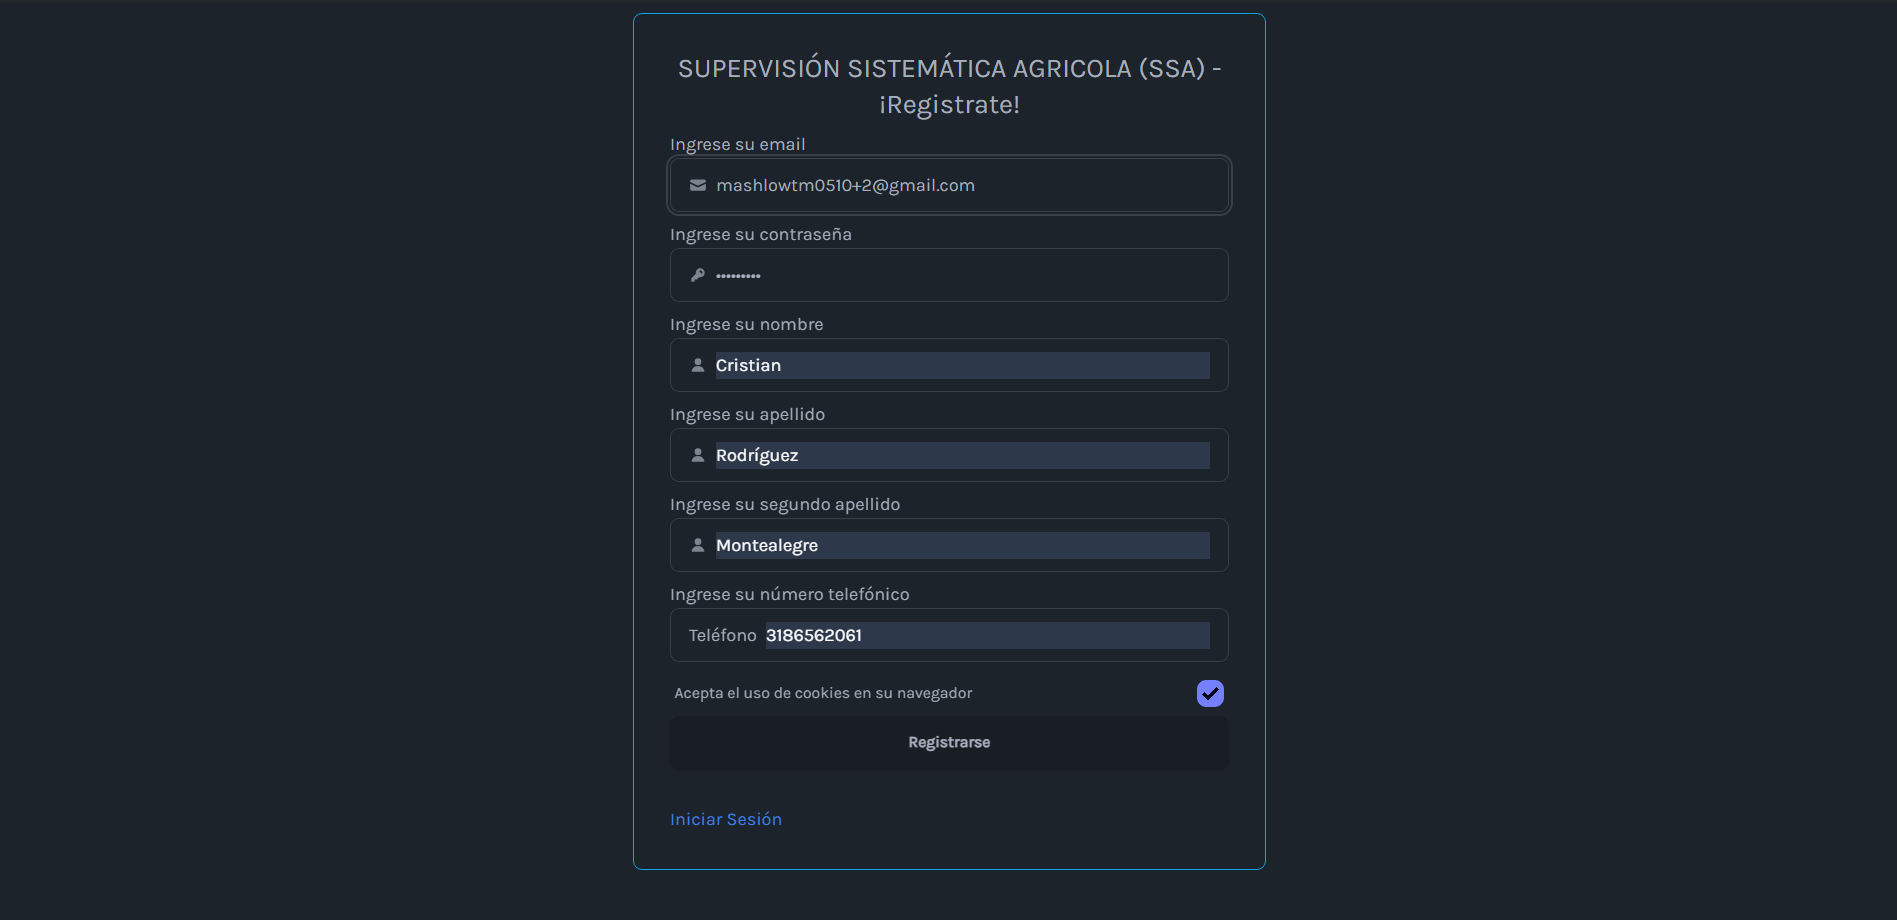 SUPERVISIÓN SISTEMÁTICA AGRICOLA (SSA) -
¡Registrate!
Ingrese su email
mashlowtm0510+2@gmail.com
Ingrese su contraseña
•••••••••
Ingrese su nombre
Cristian
Ingrese su apellido
Rodríguez
Ingrese su segundo apellido
Montealegre
Ingrese su número telefónico
Teléfono 3186562061
Acepta el uso de cookies en su navegador
Registrarse
Iniciar Sesión